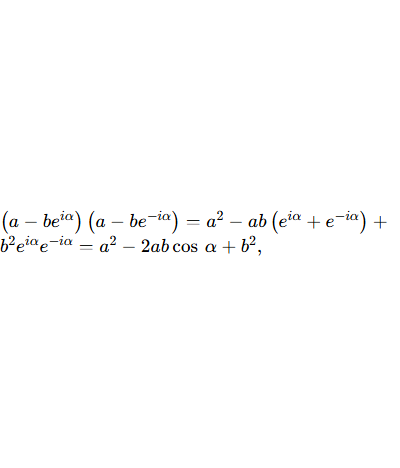 (a − be^{iα}) (a − be^{−iα}) = a² − ab (e^{iα} + e^{−iα}) +
b²e^{iα}e^{−iα} = a² − 2ab cos α + b²,